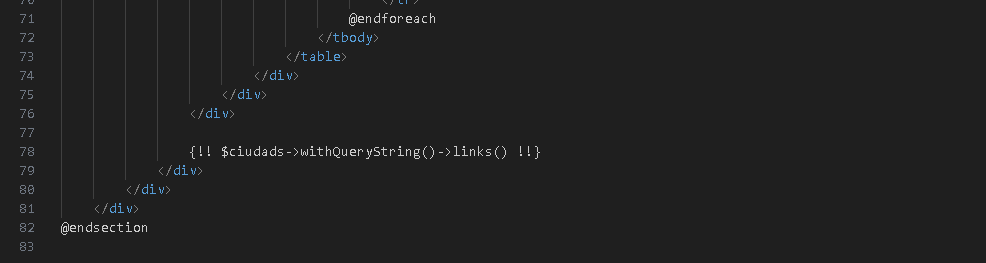 70 </tr>
71 @endforeach
72 </tbody>
73 </table>
74 </div>
75 </div>
76 </div>
77
78 {!! $ciudads->withQueryString()->links() !!}
79 </div>
80 </div>
81 </div>
82 @endsection
83